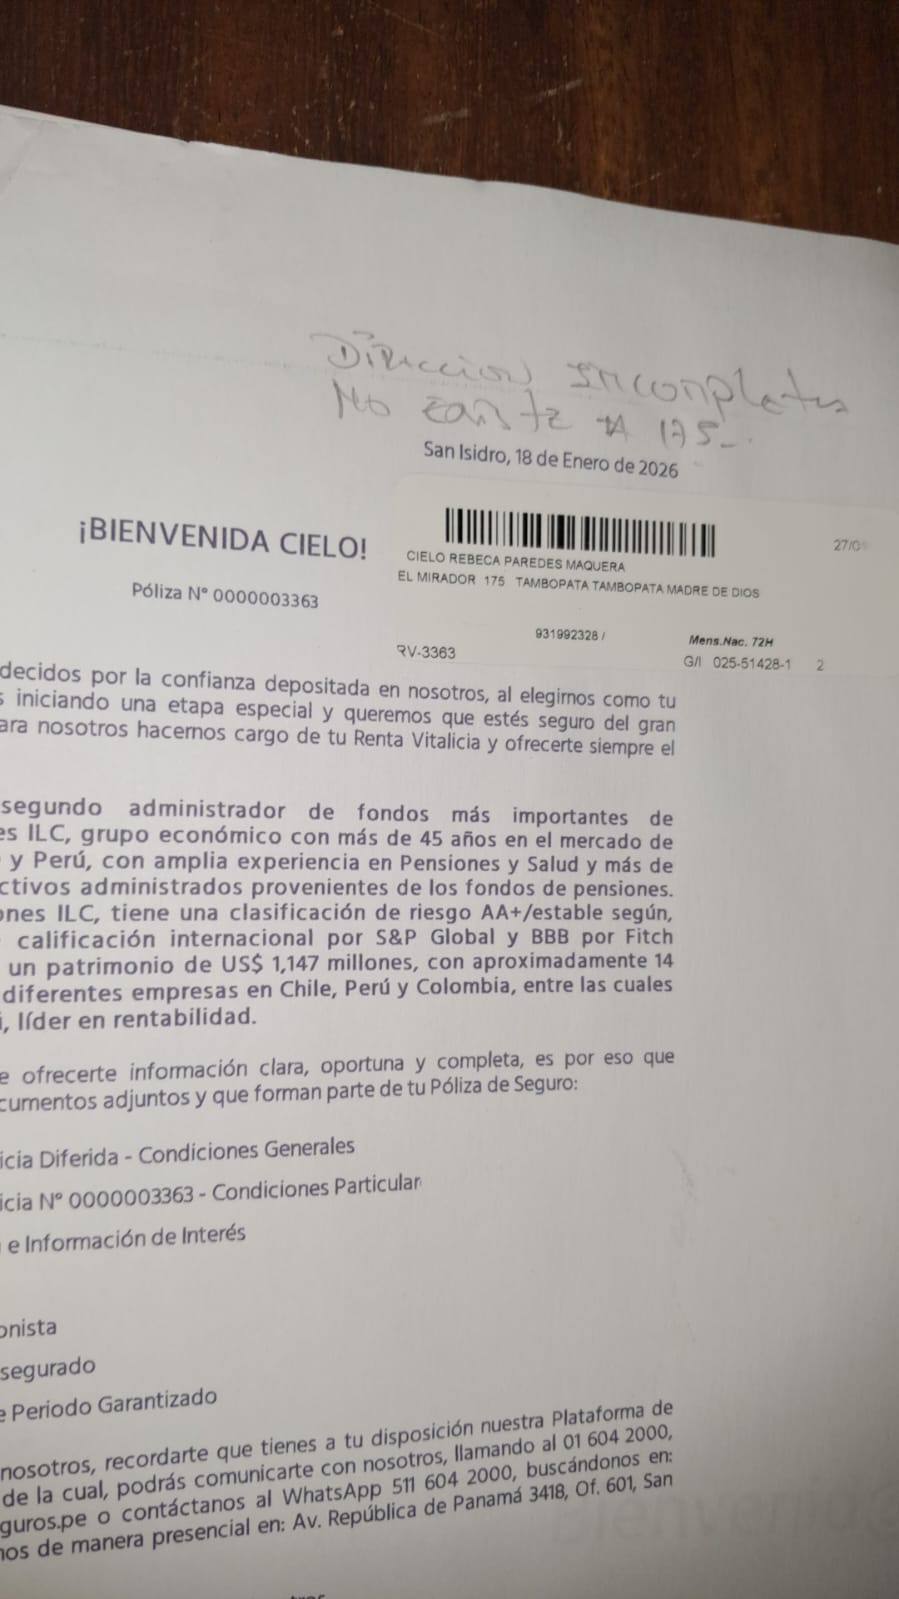 Direccion Incompleta
No Existe # 175
San Isidro, 18 de Enero de 2026
¡BIENVENIDA CIELO!
Póliza N° 0000003363
27/0
CIELO REBECA PAREDES MAQUERA
EL MIRADOR 175 TAMBOPATA TAMBOPATA MADRE DE DIOS
931992328 /
Mens.Nac. 72H
RV-3363
G/I 025-51428-1 2
decidos por la confianza depositada en nosotros, al elegirnos como tu
s iniciando una etapa especial y queremos que estés seguro del gran
ara nosotros hacernos cargo de tu Renta Vitalicia y ofrecerte siempre el
segundo administrador de fondos más importantes de
es ILC, grupo económico con más de 45 años en el mercado de
y Perú, con amplia experiencia en Pensiones y Salud y más de
ctivos administrados provenientes de los fondos de pensiones.
ones ILC, tiene una clasificación de riesgo AA+/estable según,
calificación internacional por S&P Global y BBB por Fitch
un patrimonio de US$ 1,147 millones, con aproximadamente 14
diferentes empresas en Chile, Perú y Colombia, entre las cuales
i, líder en rentabilidad.
e ofrecerte información clara, oportuna y completa, es por eso que
cumentos adjuntos y que forman parte de tu Póliza de Seguro:
icia Diferida - Condiciones Generales
icia N° 0000003363 - Condiciones Particular
e Información de Interés
onista
segurado
e Periodo Garantizado
nosotros, recordarte que tienes a tu disposición nuestra Plataforma de
de la cual, podrás comunicarte con nosotros, llamando al 01 604 2000,
guros.pe o contáctanos al WhatsApp 511 604 2000, buscándonos en:
nos de manera presencial en: Av. República de Panamá 3418, Of. 601, San